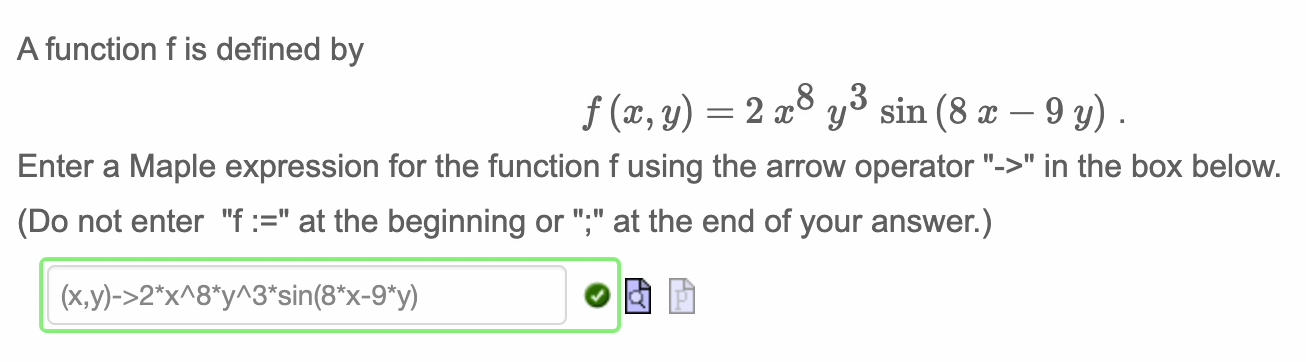 A function f is defined by
f (x, y) = 2 x⁸ y³ sin (8 x − 9 y) .
Enter a Maple expression for the function f using the arrow operator "->" in the box below.
(Do not enter "f :=" at the beginning or ";" at the end of your answer.)
(x,y)->2*x^8*y^3*sin(8*x-9*y)